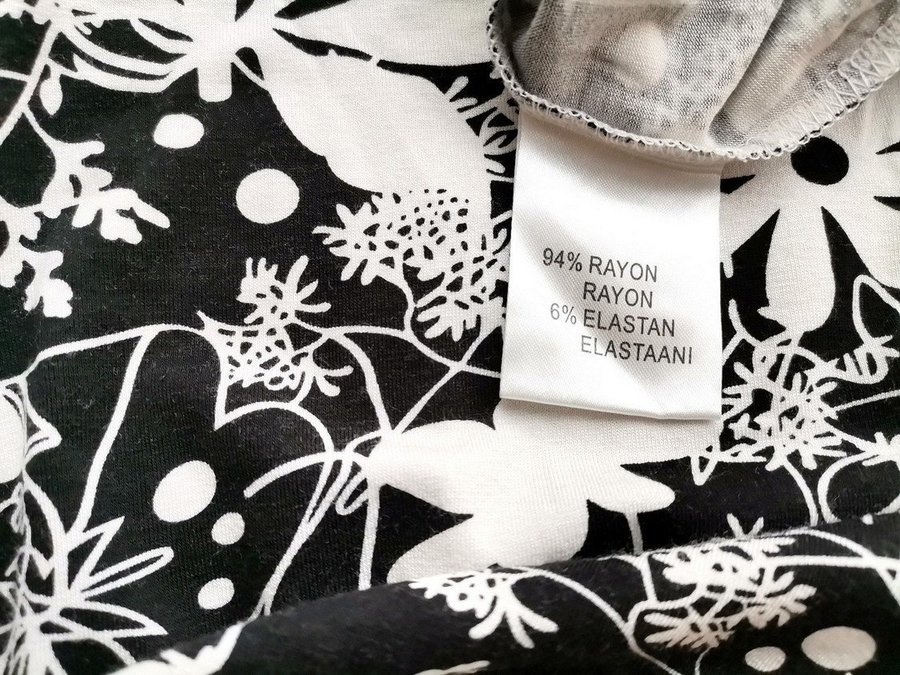 94% RAYON
RAYON
6% ELASTAN
ELASTAANI